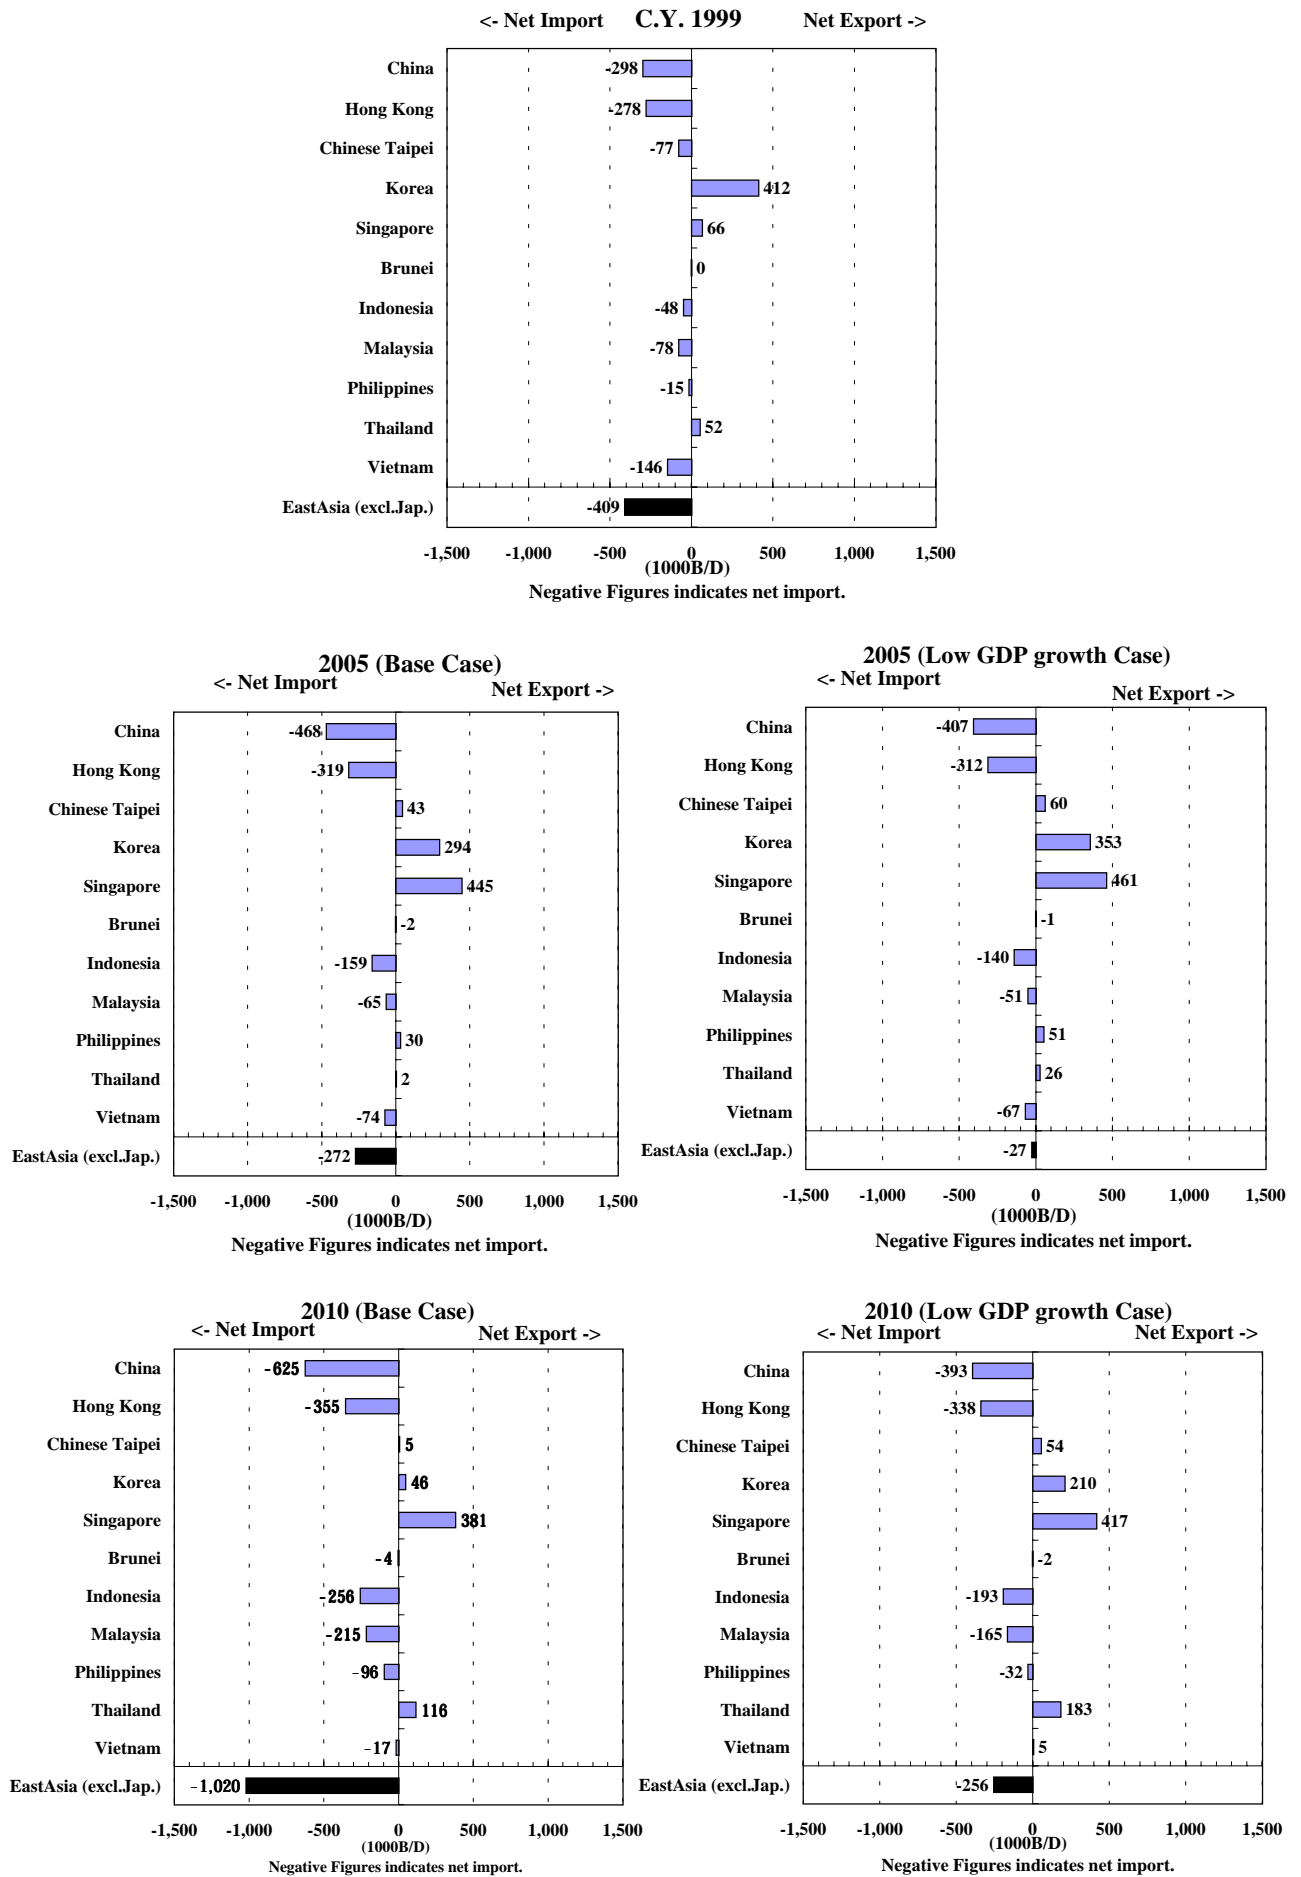 <- Net Import C.Y. 1999 Net Export ->
China -298
Hong Kong -278
Chinese Taipei -77
Korea 412
Singapore 66
Brunei 0
Indonesia -48
Malaysia -78
Philippines -15
Thailand 52
Vietnam -146
EastAsia (excl.Jap.) -409
-1,500 -1,000 -500 0 500 1,000 1,500
(1000B/D)
Negative Figures indicates net import.
2005 (Base Case)
<- Net Import Net Export ->
China -468
Hong Kong -319
Chinese Taipei 43
Korea 294
Singapore 445
Brunei -2
Indonesia -159
Malaysia -65
Philippines 30
Thailand 2
Vietnam -74
EastAsia (excl.Jap.) -272
-1,500 -1,000 -500 0 500 1,000 1,500
(1000B/D)
Negative Figures indicates net import.
2005 (Low GDP growth Case)
<- Net Import Net Export ->
China -407
Hong Kong -312
Chinese Taipei 60
Korea 353
Singapore 461
Brunei -1
Indonesia -140
Malaysia -51
Philippines 51
Thailand 26
Vietnam -67
EastAsia (excl.Jap.) -27
-1,500 -1,000 -500 0 500 1,000 1,500
(1000B/D)
Negative Figures indicates net import.
2010 (Base Case)
<- Net Import Net Export ->
China -625
Hong Kong -355
Chinese Taipei 5
Korea 46
Singapore 381
Brunei -4
Indonesia -256
Malaysia -215
Philippines -96
Thailand 116
Vietnam -17
EastAsia (excl.Jap.) -1,020
-1,500 -1,000 -500 0 500 1,000 1,500
(1000B/D)
Negative Figures indicates net import.
2010 (Low GDP growth Case)
<- Net Import Net Export ->
China -393
Hong Kong -338
Chinese Taipei 54
Korea 210
Singapore 417
Brunei -2
Indonesia -193
Malaysia -165
Philippines -32
Thailand 183
Vietnam 5
EastAsia (excl.Jap.) -256
-1,500 -1,000 -500 0 500 1,000 1,500
(1000B/D)
Negative Figures indicates net import.